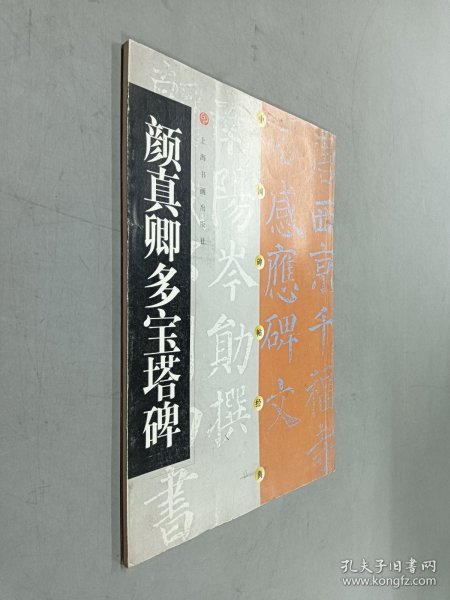 颜真卿多宝塔碑
上海书画出版社
中国碑帖经典
西京千福寺
感應碑文
南陽岑勛撰
書
孔夫子旧书网
www.kongfz.com